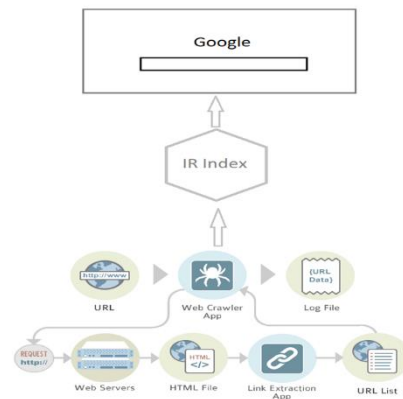 Google
IR Index
http://www
URL
Web Crawler
App
(URL
Data)
Log File
REQUEST
http://
Web Servers
HTML
</>
HTML File
Link Extraction
App
URL List